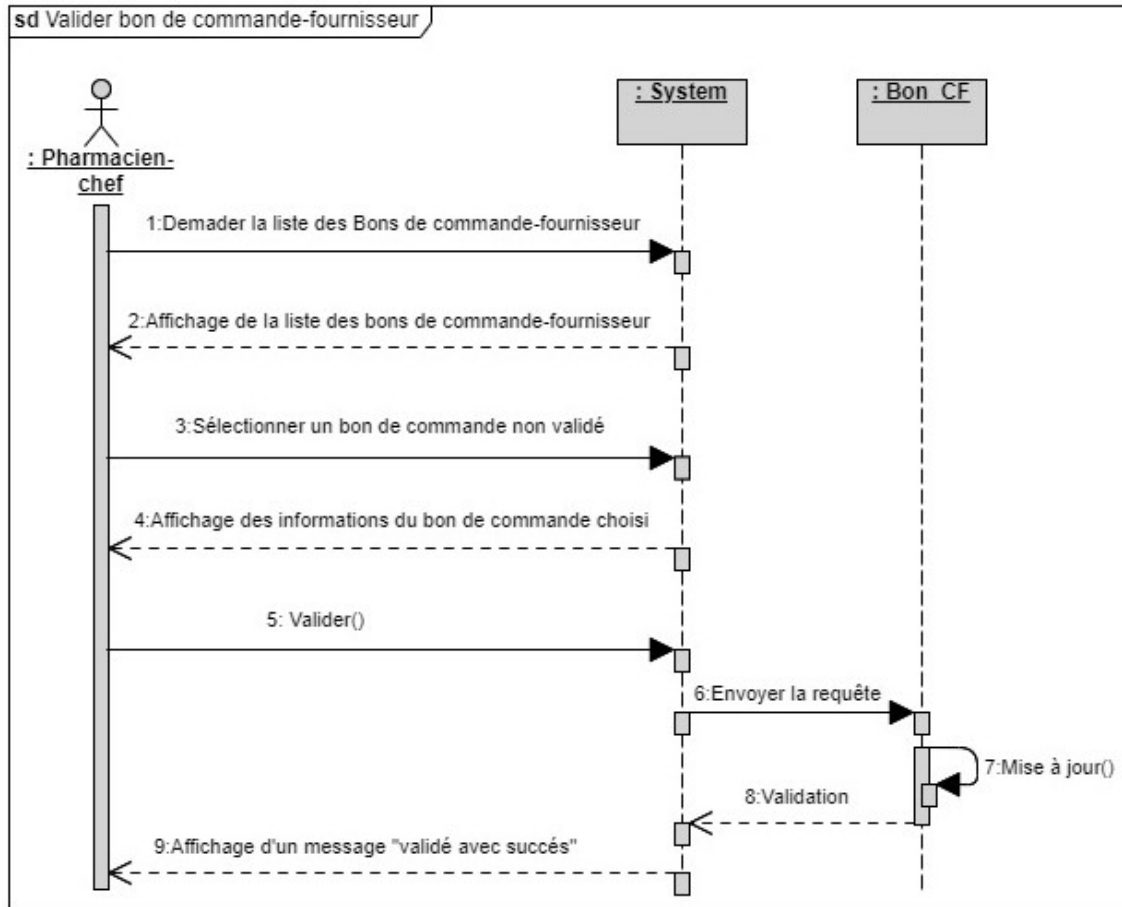 sd Valider bon de commande-fournisseur
: System
: Bon_CF
: Pharmacien-
chef
1:Demader la liste des Bons de commande-fournisseur
2:Affichage de la liste des bons de commande-fournisseur
3:Sélectionner un bon de commande non validé
4:Affichage des informations du bon de commande choisi
5: Valider()
6:Envoyer la requête
7:Mise à jour()
8:Validation
9:Affichage d'un message "validé avec succés"